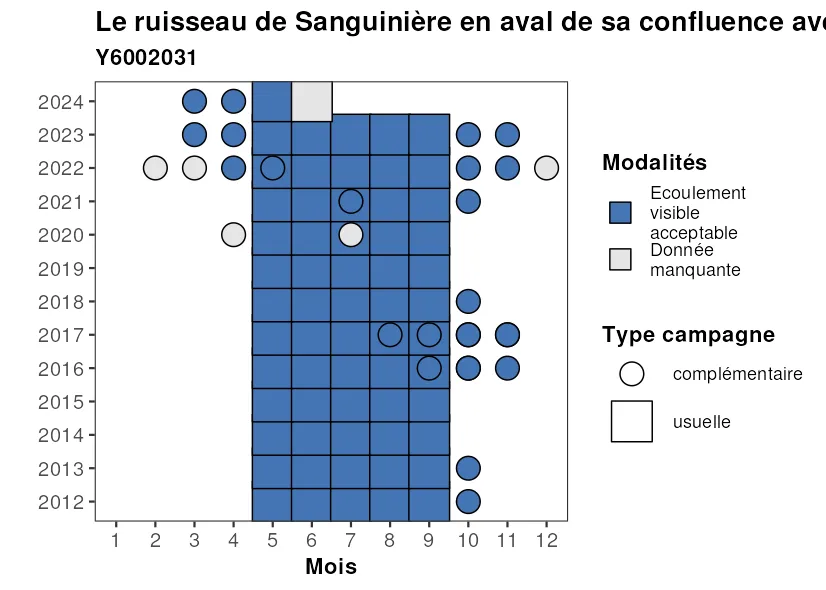 Le ruisseau de Sanguinière en aval de sa confluence
Y6002031
2024
2023
2022
2021
2020
2019
2018
2017
2016
2015
2014
2013
2012
1 2 3 4 5 6 7 8 9 10 11 12
Mois
Modalités
Ecoulement
visible
acceptable
Donnée
manquante
Type campagne
complémentaire
usuelle